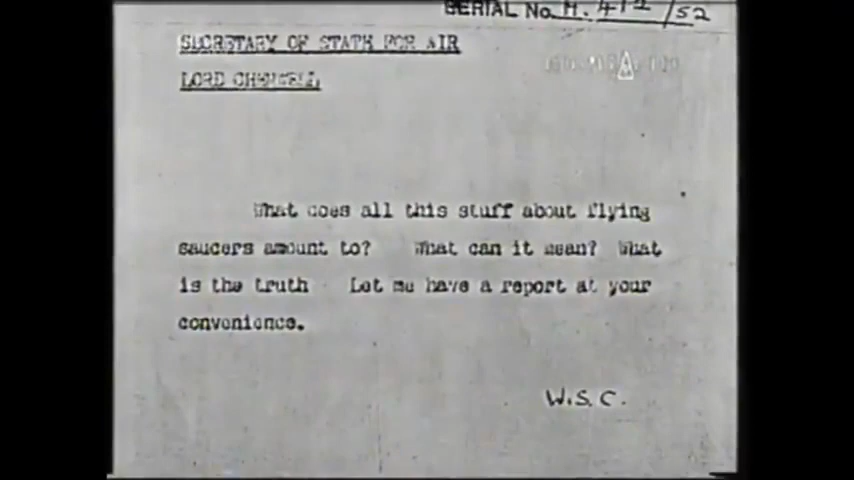 SERIAL No. M. 412/52
SECRETARY OF STATE FOR AIR
LORD CHERWELL
What does all this stuff about flying
saucers amount to? What can it mean? What
is the truth Let me have a report at your
convenience.
W.S.C.